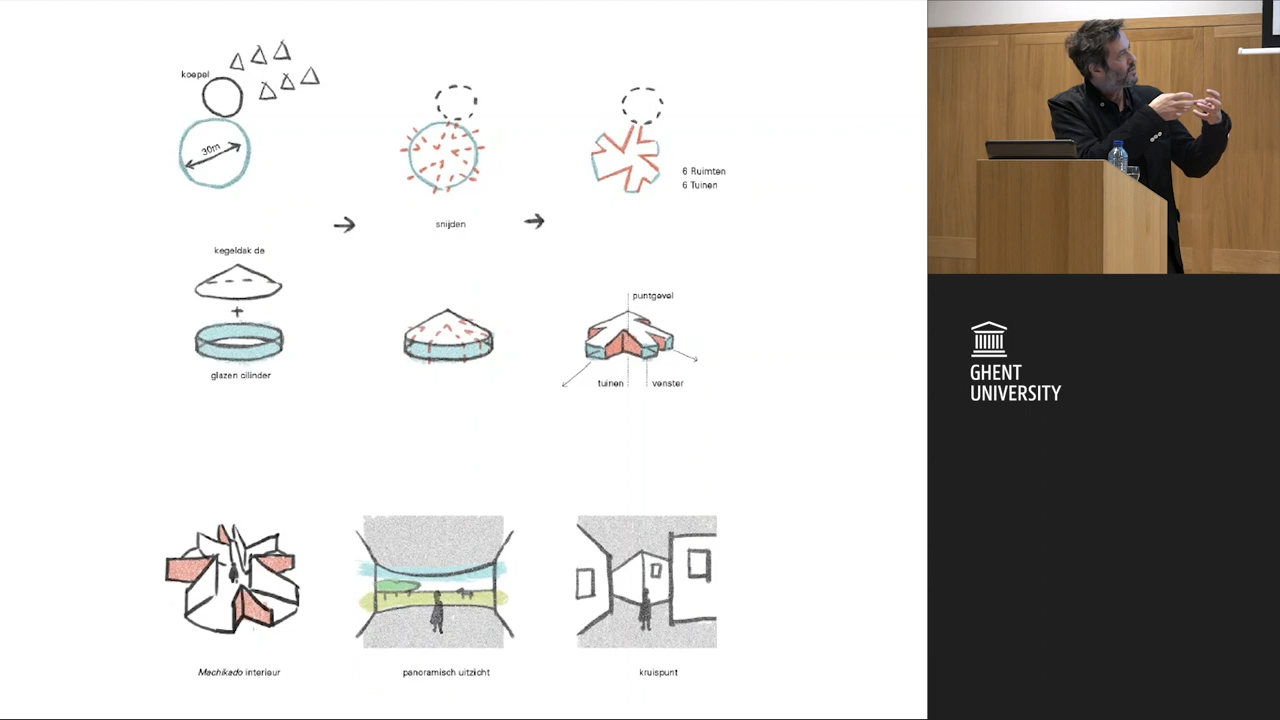 koepel
30m
6 Ruimten
6 Tuinen
snijden
kegeldak de
glazen cilinder
puntgevel
tuinen
venster
Machikado interieur
panoramisch uitzicht
kruispunt
GHENT
UNIVERSITY